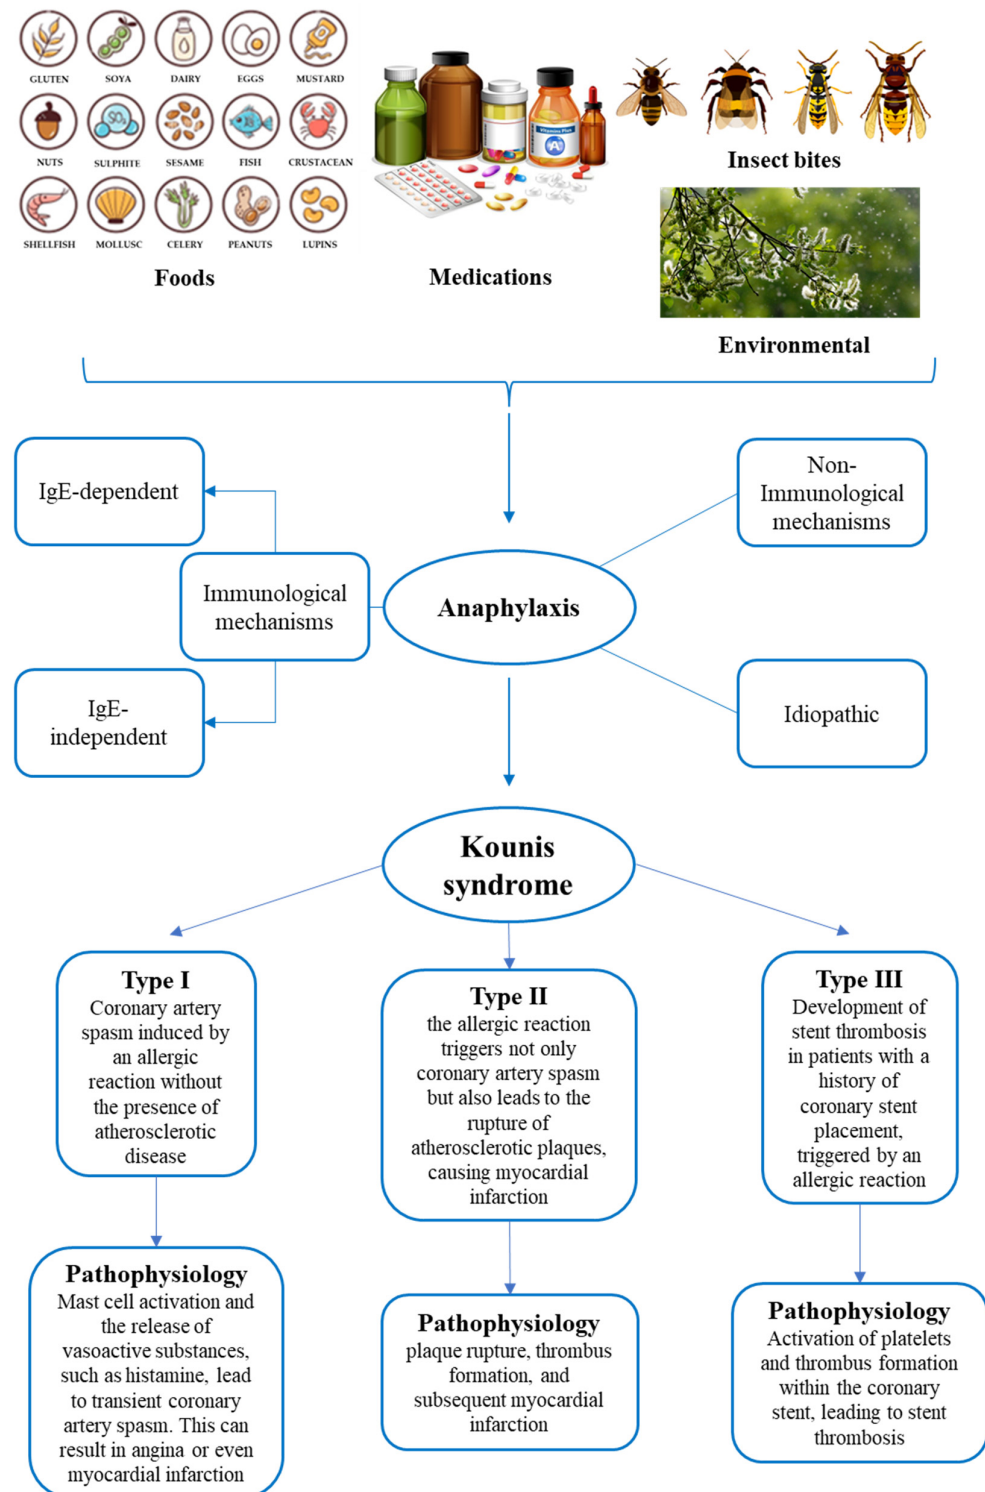 GLUTEN
SOYA
DAIRY
EGGS
MUSTARD
NUTS
SO₂
SULPHITE
SESAME
FISH
CRUSTACEAN
SHELLFISH
MOLLUSC
CELERY
PEANUTS
LUPINS
Foods
Vitamins Plus
A
Medications
Insect bites
Environmental
IgE-dependent
Immunological
mechanisms
IgE-
independent
Anaphylaxis
Non-
Immunological
mechanisms
Idiopathic
Kounis
syndrome
Type I
Coronary artery
spasm induced by
an allergic
reaction without
the presence of
atherosclerotic
disease
Type II
the allergic reaction
triggers not only
coronary artery spasm
but also leads to the
rupture of
atherosclerotic plaques,
causing myocardial
infarction
Type III
Development of
stent thrombosis
in patients with a
history of
coronary stent
placement,
triggered by an
allergic reaction
Pathophysiology
Mast cell activation and
the release of
vasoactive substances,
such as histamine, lead
to transient coronary
artery spasm. This can
result in angina or even
myocardial infarction
Pathophysiology
plaque rupture, thrombus
formation, and
subsequent myocardial
infarction
Pathophysiology
Activation of platelets
and thrombus formation
within the coronary
stent, leading to stent
thrombosis